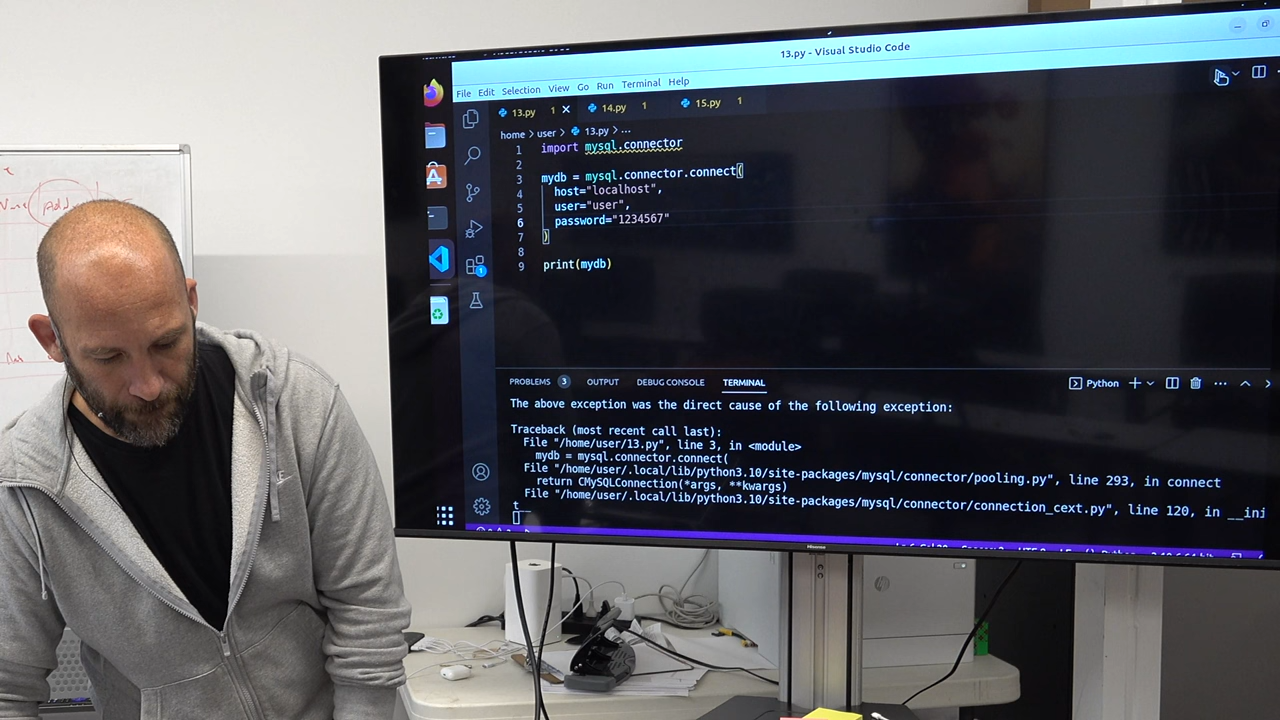 13.py - Visual Studio Code
File Edit Selection View Go Run Terminal Help
13.py 1 14.py 1 15.py 1
home > user > 13.py > ...
1 import mysql.connector
2
3 mydb = mysql.connector.connect(
4 host="localhost",
5 user="user",
6 password="1234567"
7 )
8
9 print(mydb)
1
PROBLEMS 3 OUTPUT DEBUG CONSOLE TERMINAL
Python
The above exception was the direct cause of the following exception:
Traceback (most recent call last):
File "/home/user/13.py", line 3, in <module>
mydb = mysql.connector.connect(
File "/home/user/.local/lib/python3.10/site-packages/mysql/connector/pooling.py", line 293, in connect
return CMySQLConnection(*args, **kwargs)
File "/home/user/.local/lib/python3.10/site-packages/mysql/connector/connection_cext.py", line 120, in __ini
t__
Hisense
hp